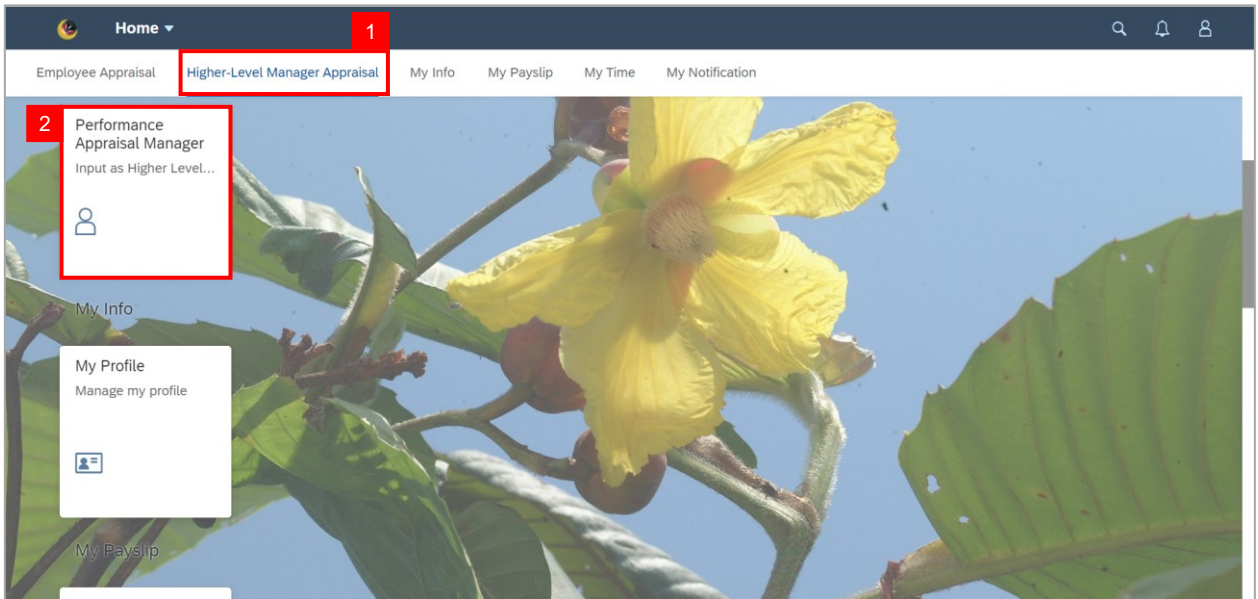 Home
1
Employee Appraisal Higher-Level Manager Appraisal My Info My Payslip My Time My Notification
2
Performance
Appraisal Manager
Input as Higher Level...
My Info
My Profile
Manage my profile
My Payslip